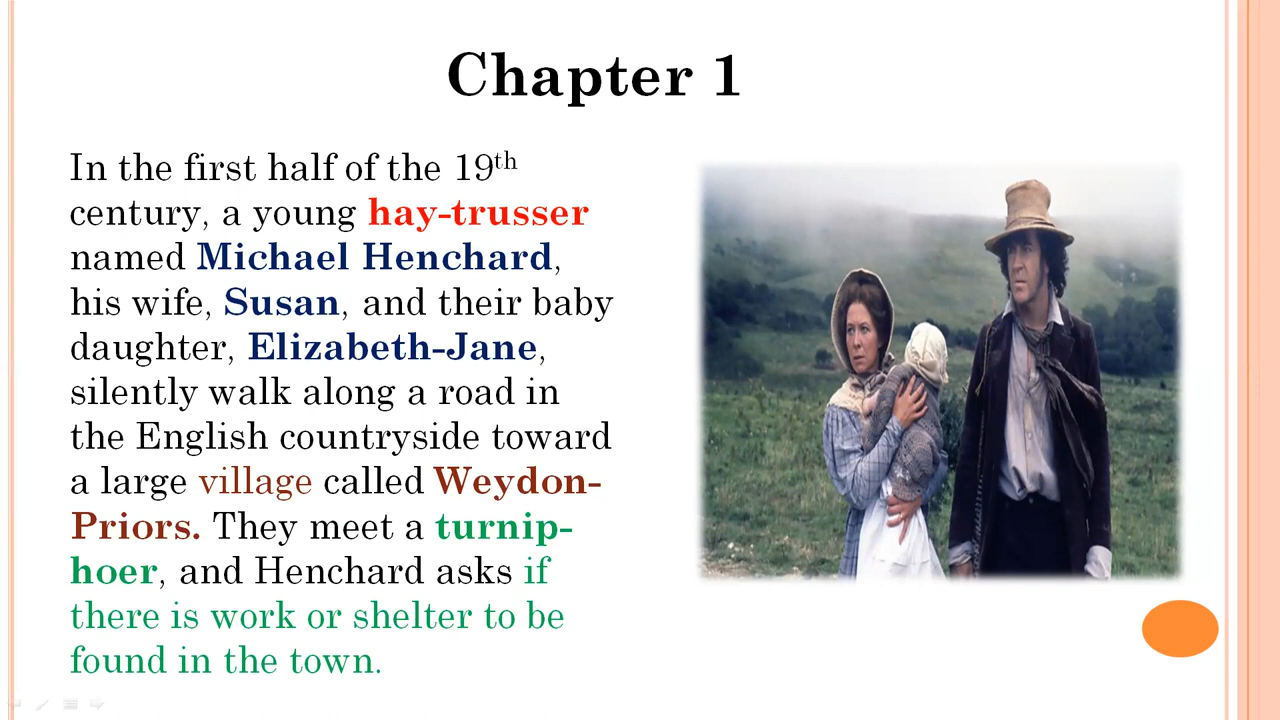 Chapter 1
In the first half of the 19th
century, a young hay-trusser
named Michael Henchard,
his wife, Susan, and their baby
daughter, Elizabeth-Jane,
silently walk along a road in
the English countryside toward
a large village called Weydon-
Priors. They meet a turnip-
hoer, and Henchard asks if
there is work or shelter to be
found in the town.